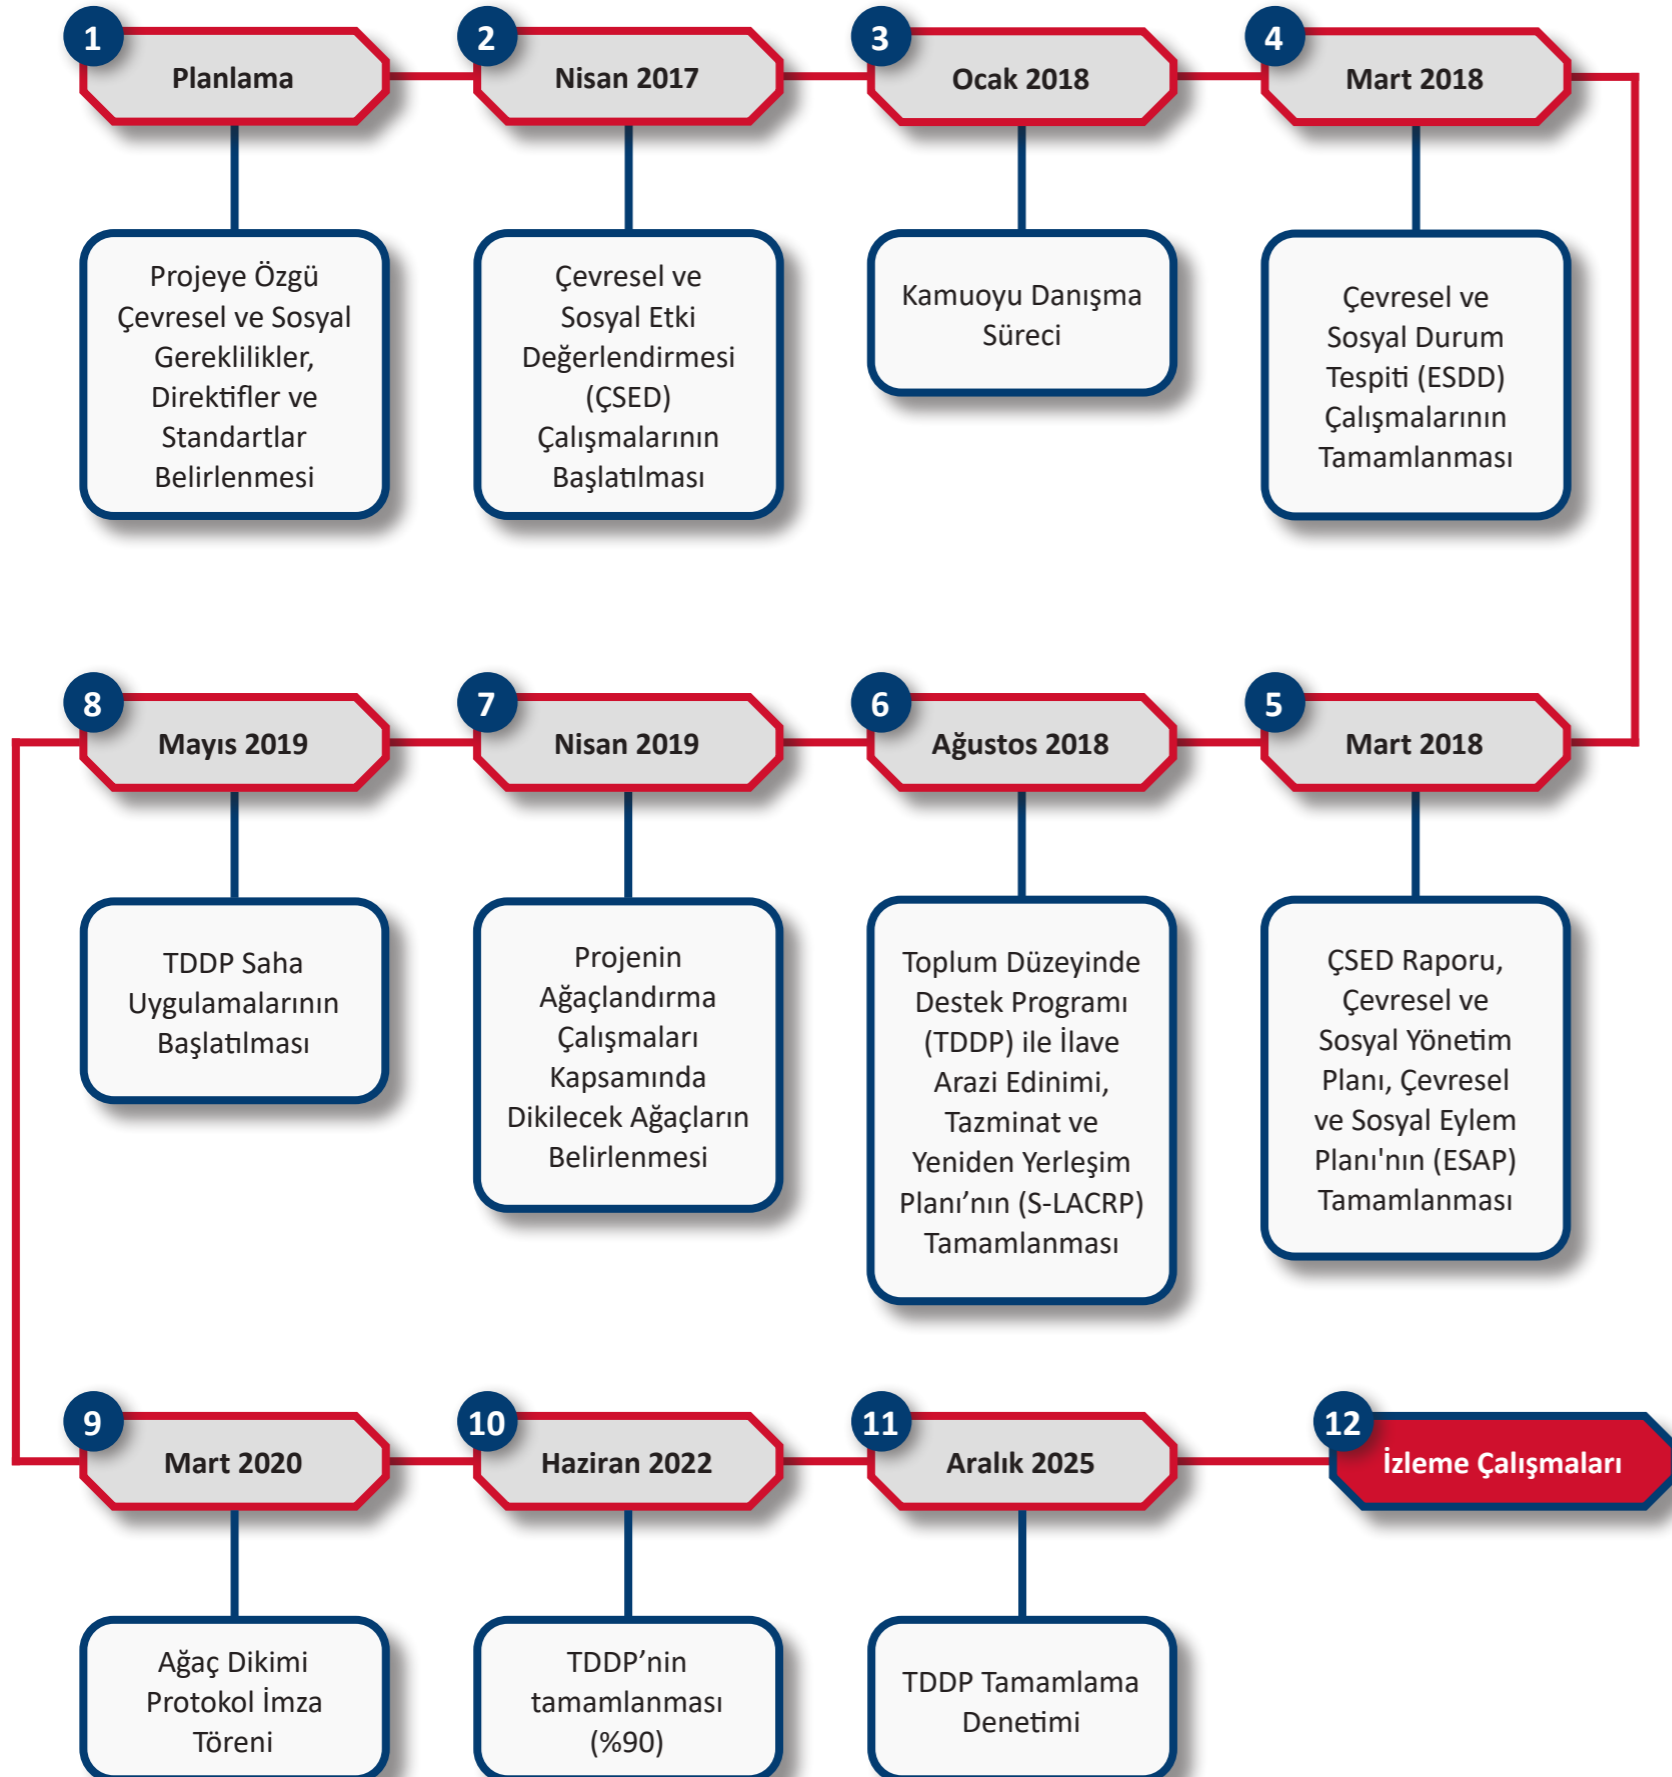 1
Planlama
Projeye Özgü
Çevresel ve Sosyal
Gereklilikler,
Direktifler ve
Standartlar
Belirlenmesi
2
Nisan 2017
Çevresel ve
Sosyal Etki
Değerlendirmesi
(ÇSED)
Çalışmalarının
Başlatılması
3
Ocak 2018
Kamuoyu Danışma
Süreci
4
Mart 2018
Çevresel ve
Sosyal Durum
Tespiti (ESDD)
Çalışmalarının
Tamamlanması
5
Mart 2018
ÇSED Raporu,
Çevresel ve
Sosyal Yönetim
Planı, Çevresel
ve Sosyal Eylem
Planı'nın (ESAP)
Tamamlanması
6
Ağustos 2018
Toplum Düzeyinde
Destek Programı
(TDDP) ile İlave
Arazi Edinimi,
Tazminat ve
Yeniden Yerleşim
Planı’nın (S-LACRP)
Tamamlanması
7
Nisan 2019
Projenin
Ağaçlandırma
Çalışmaları
Kapsamında
Dikilecek Ağaçların
Belirlenmesi
8
Mayıs 2019
TDDP Saha
Uygulamalarının
Başlatılması
9
Mart 2020
Ağaç Dikimi
Protokol İmza
Töreni
10
Haziran 2022
TDDP’nin
tamamlanması
(%90)
11
Aralık 2025
TDDP Tamamlama
Denetimi
12
İzleme Çalışmaları